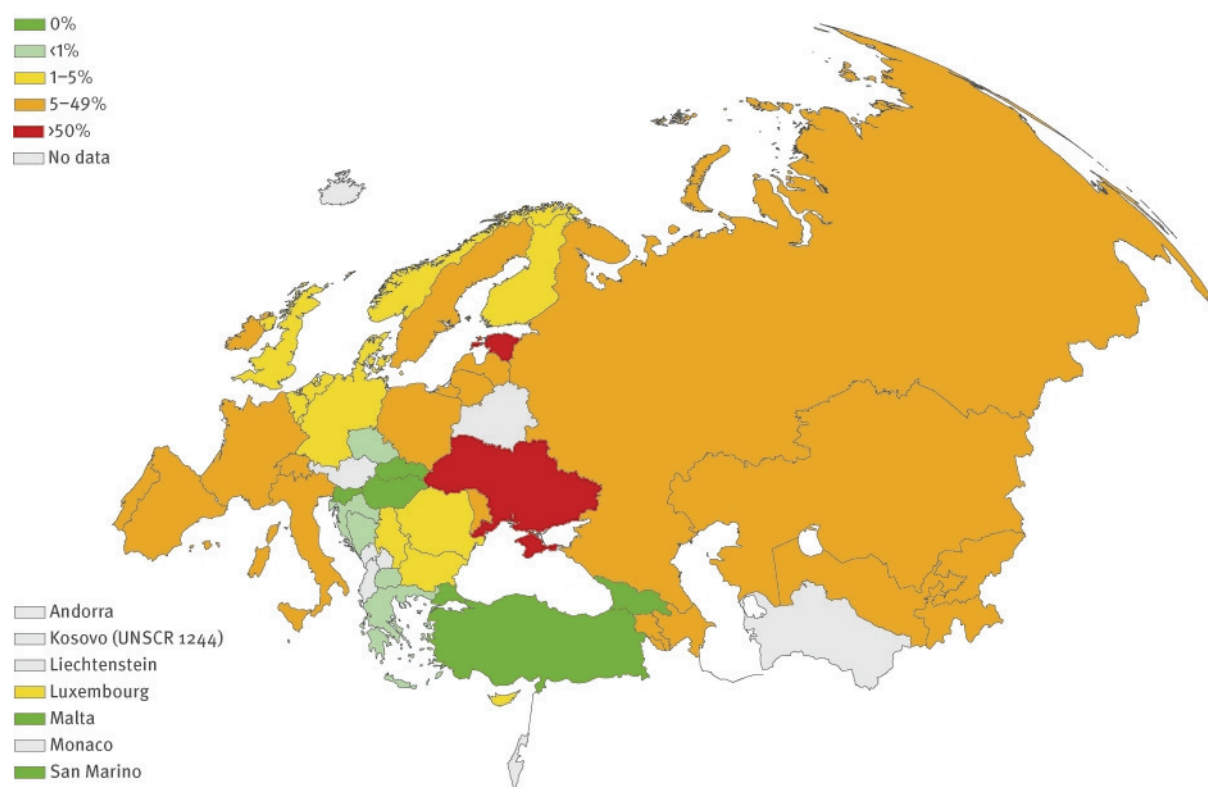 0%
<1%
1–5%
5–49%
>50%
No data
Andorra
Kosovo (UNSCR 1244)
Liechtenstein
Luxembourg
Malta
Monaco
San Marino